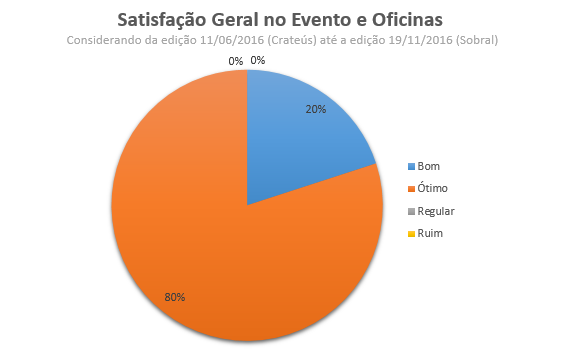 Satisfação Geral no Evento e Oficinas
Considerando da edição 11/06/2016 (Crateús) até a edição 19/11/2016 (Sobral)
0% 0%
20%
Bom
Ótimo
Regular
Ruim
80%